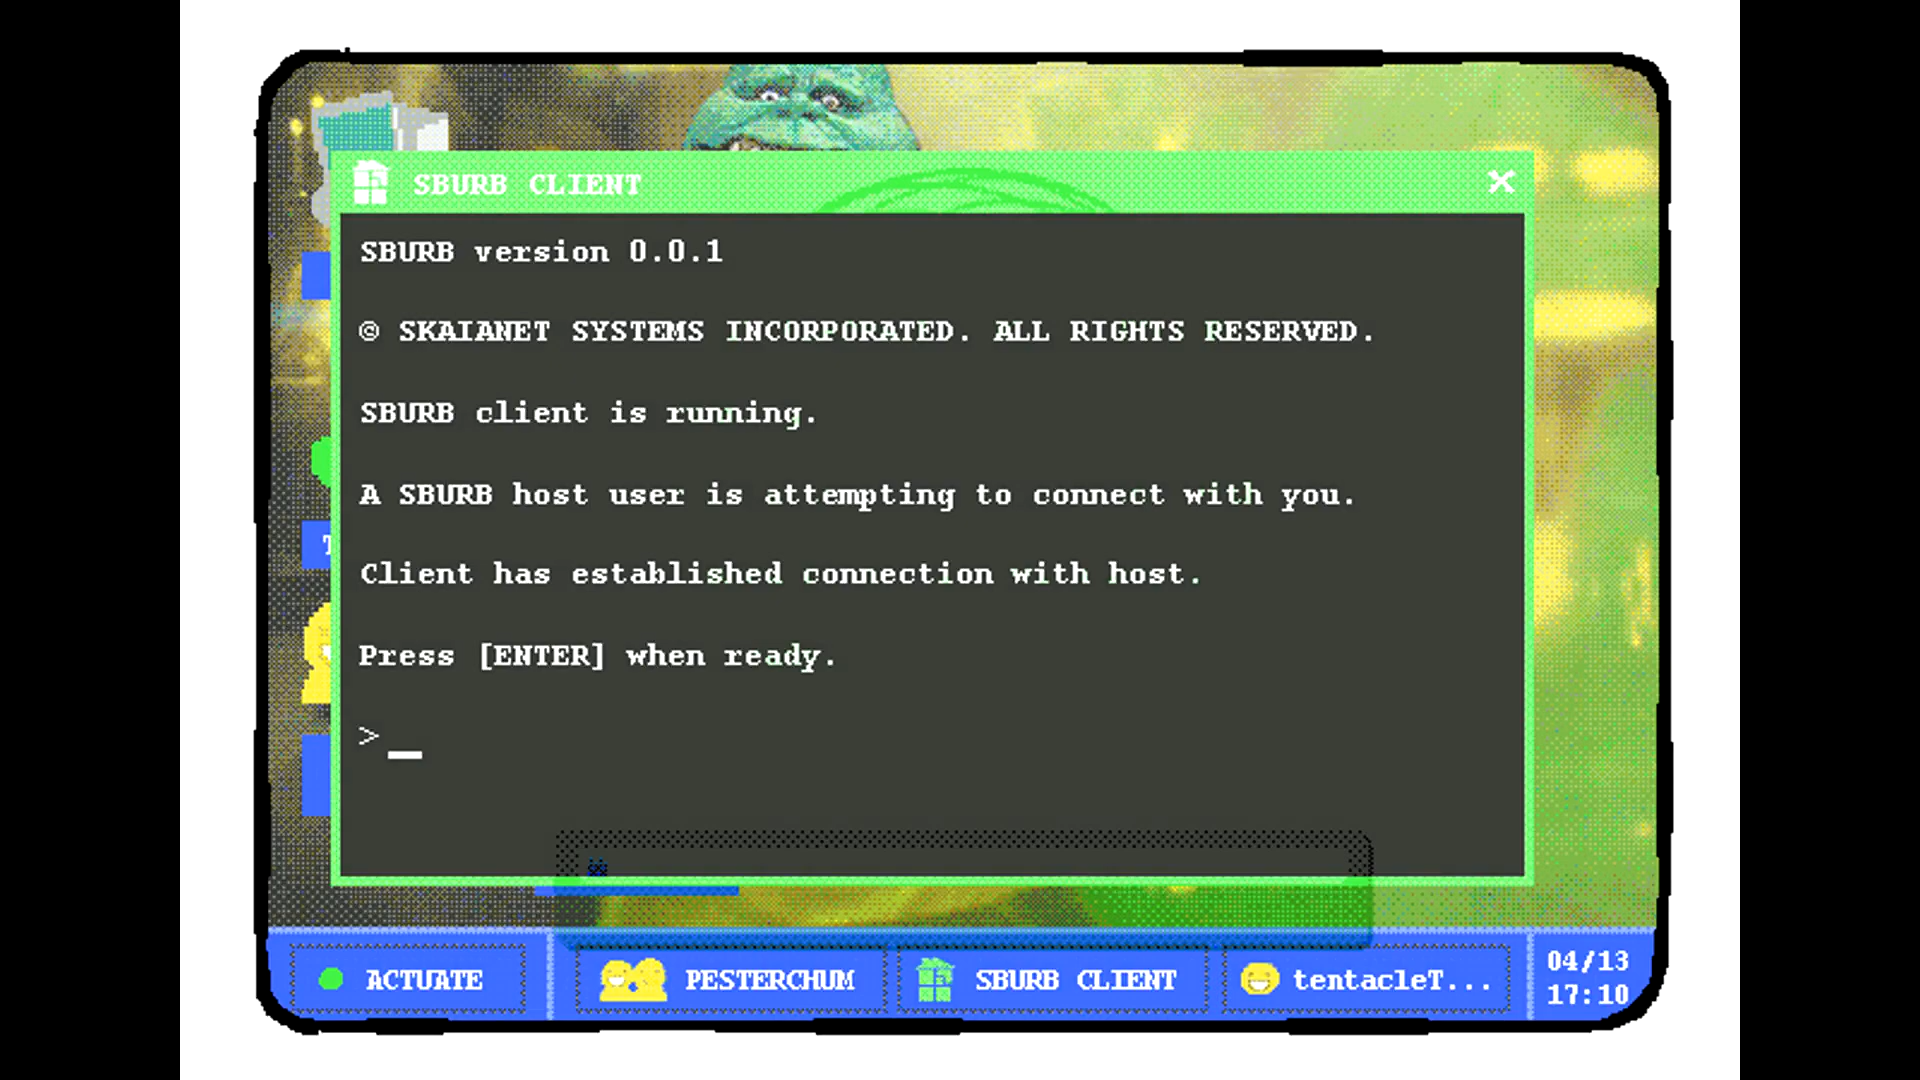 SBURB CLIENT
SBURB version 0.0.1
© SKAIANET SYSTEMS INCORPORATED. ALL RIGHTS RESERVED.
SBURB client is running.
A SBURB host user is attempting to connect with you.
Client has established connection with host.
Press [ENTER] when ready.
>
T
ACTUATE
PESTERCHUM
SBURB CLIENT
tentacleT...
04/13
17:10